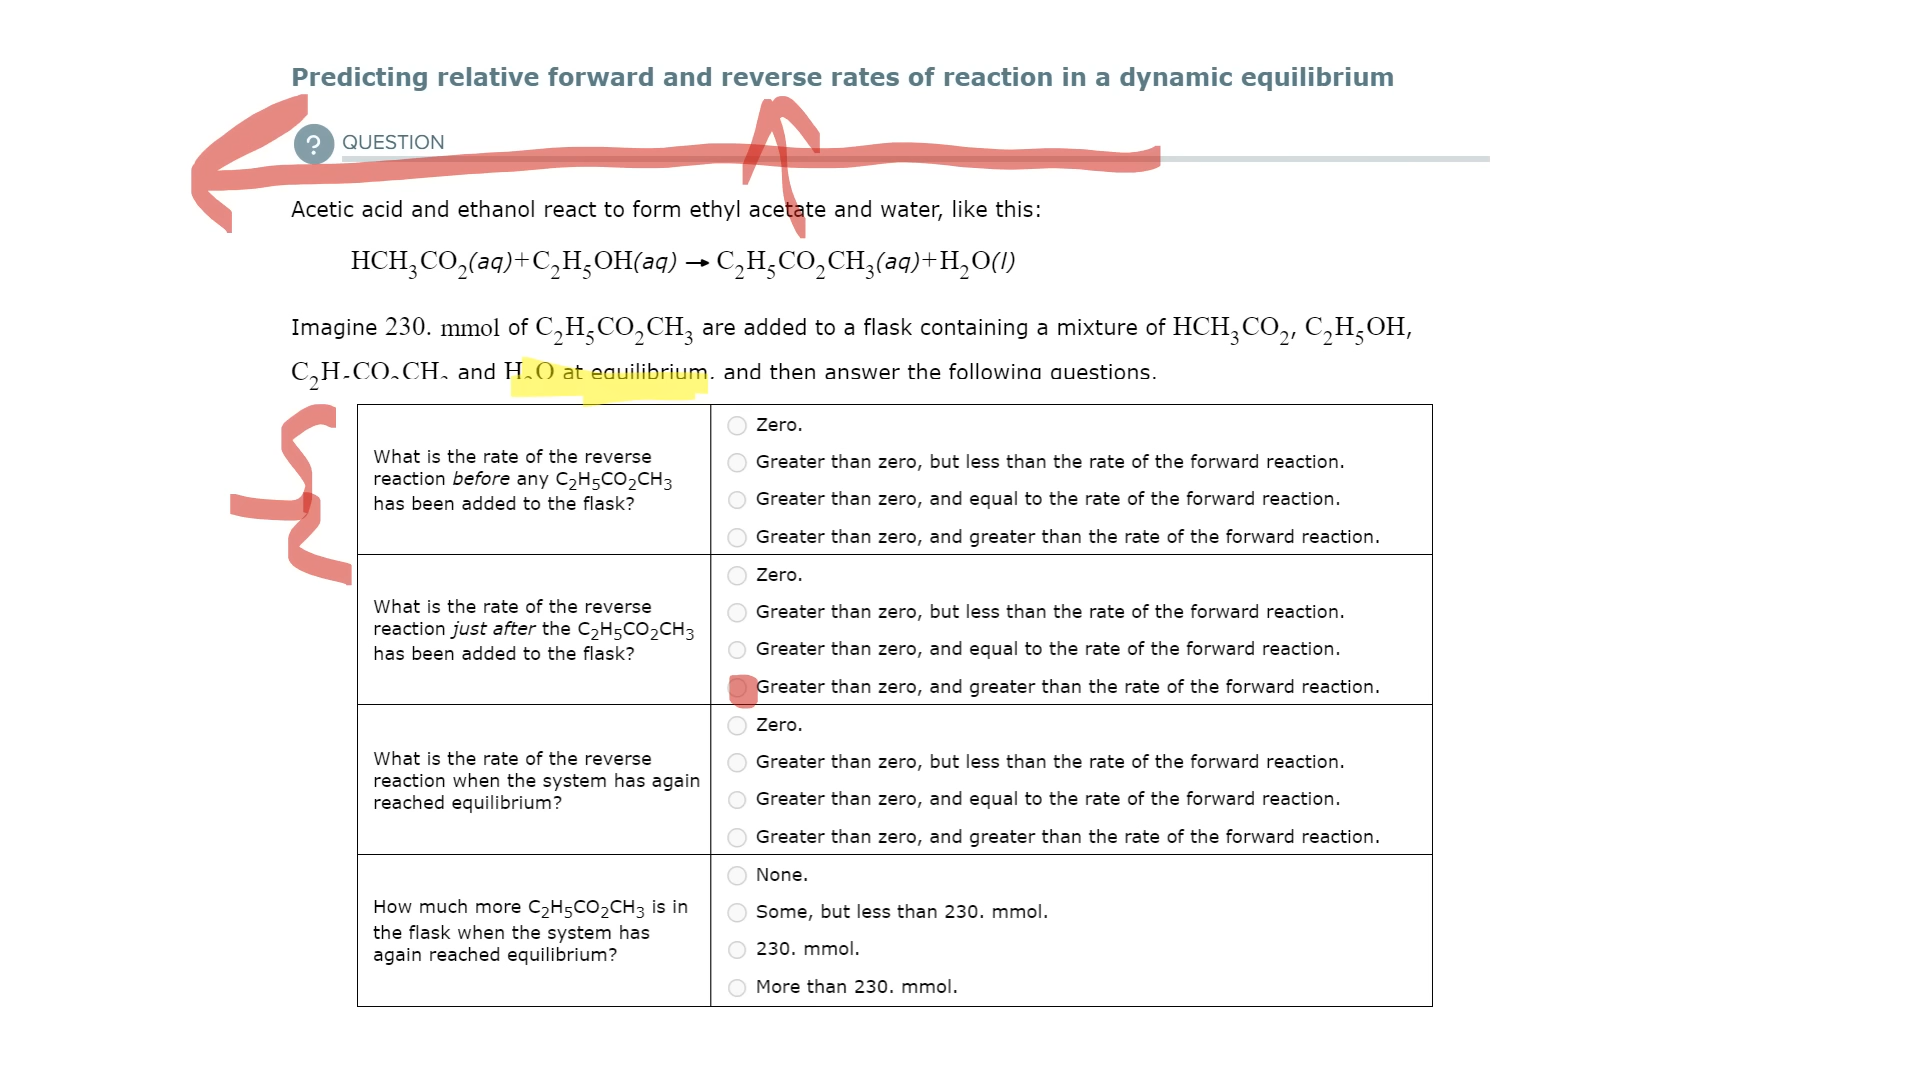 Predicting relative forward and reverse rates of reaction in a dynamic equilibrium
? QUESTION
Acetic acid and ethanol react to form ethyl acetate and water, like this:
HCH₃CO₂(aq)+C₂H₅OH(aq) → C₂H₅CO₂CH₃(aq)+H₂O(l)
Imagine 230. mmol of C₂H₅CO₂CH₃ are added to a flask containing a mixture of HCH₃CO₂, C₂H₅OH,
C₂H₅CO₂CH₃ and H₂O at equilibrium, and then answer the following questions.
What is the rate of the reverse
reaction before any C₂H₅CO₂CH₃
has been added to the flask?
Zero.
Greater than zero, but less than the rate of the forward reaction.
Greater than zero, and equal to the rate of the forward reaction.
Greater than zero, and greater than the rate of the forward reaction.
What is the rate of the reverse
reaction just after the C₂H₅CO₂CH₃
has been added to the flask?
Zero.
Greater than zero, but less than the rate of the forward reaction.
Greater than zero, and equal to the rate of the forward reaction.
Greater than zero, and greater than the rate of the forward reaction.
What is the rate of the reverse
reaction when the system has again
reached equilibrium?
Zero.
Greater than zero, but less than the rate of the forward reaction.
Greater than zero, and equal to the rate of the forward reaction.
Greater than zero, and greater than the rate of the forward reaction.
How much more C₂H₅CO₂CH₃ is in
the flask when the system has
again reached equilibrium?
None.
Some, but less than 230. mmol.
230. mmol.
More than 230. mmol.